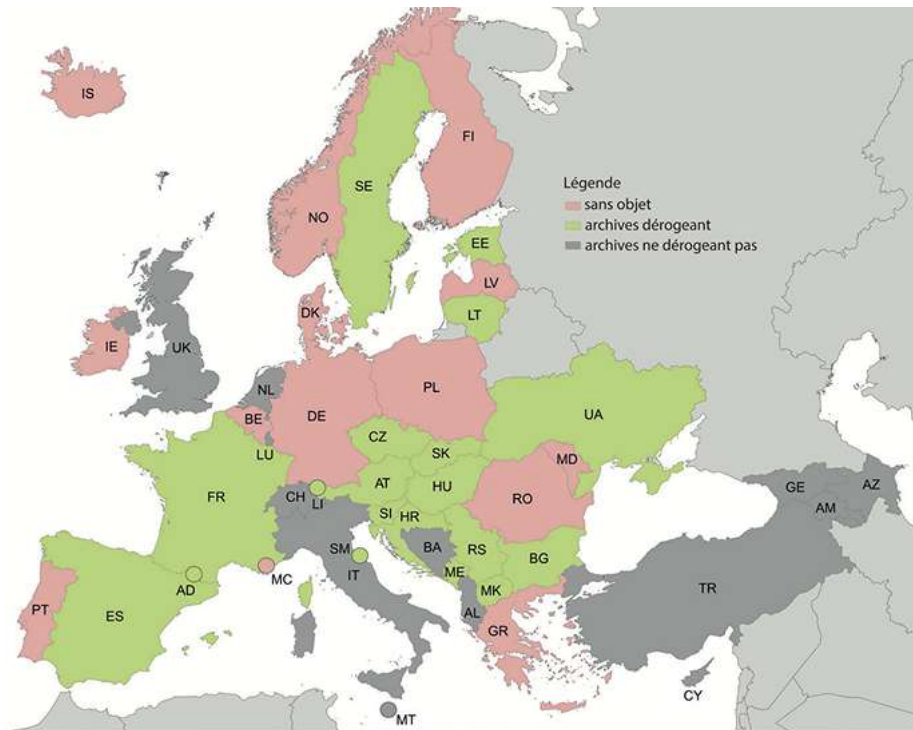 IS
FI
SE
NO
Légende
sans objet
archives dérogeant
archives ne dérogeant pas
EE
LV
DK
LT
IE
UK
NL
PL
BE
DE
UA
CZ
LU
SK
MD
AT
HU
FR
CH
LI
RO
GE
AZ
SI
HR
AM
SM
BA
RS
BG
IT
ME
MC
AD
MK
TR
PT
ES
AL
GR
CY
MT